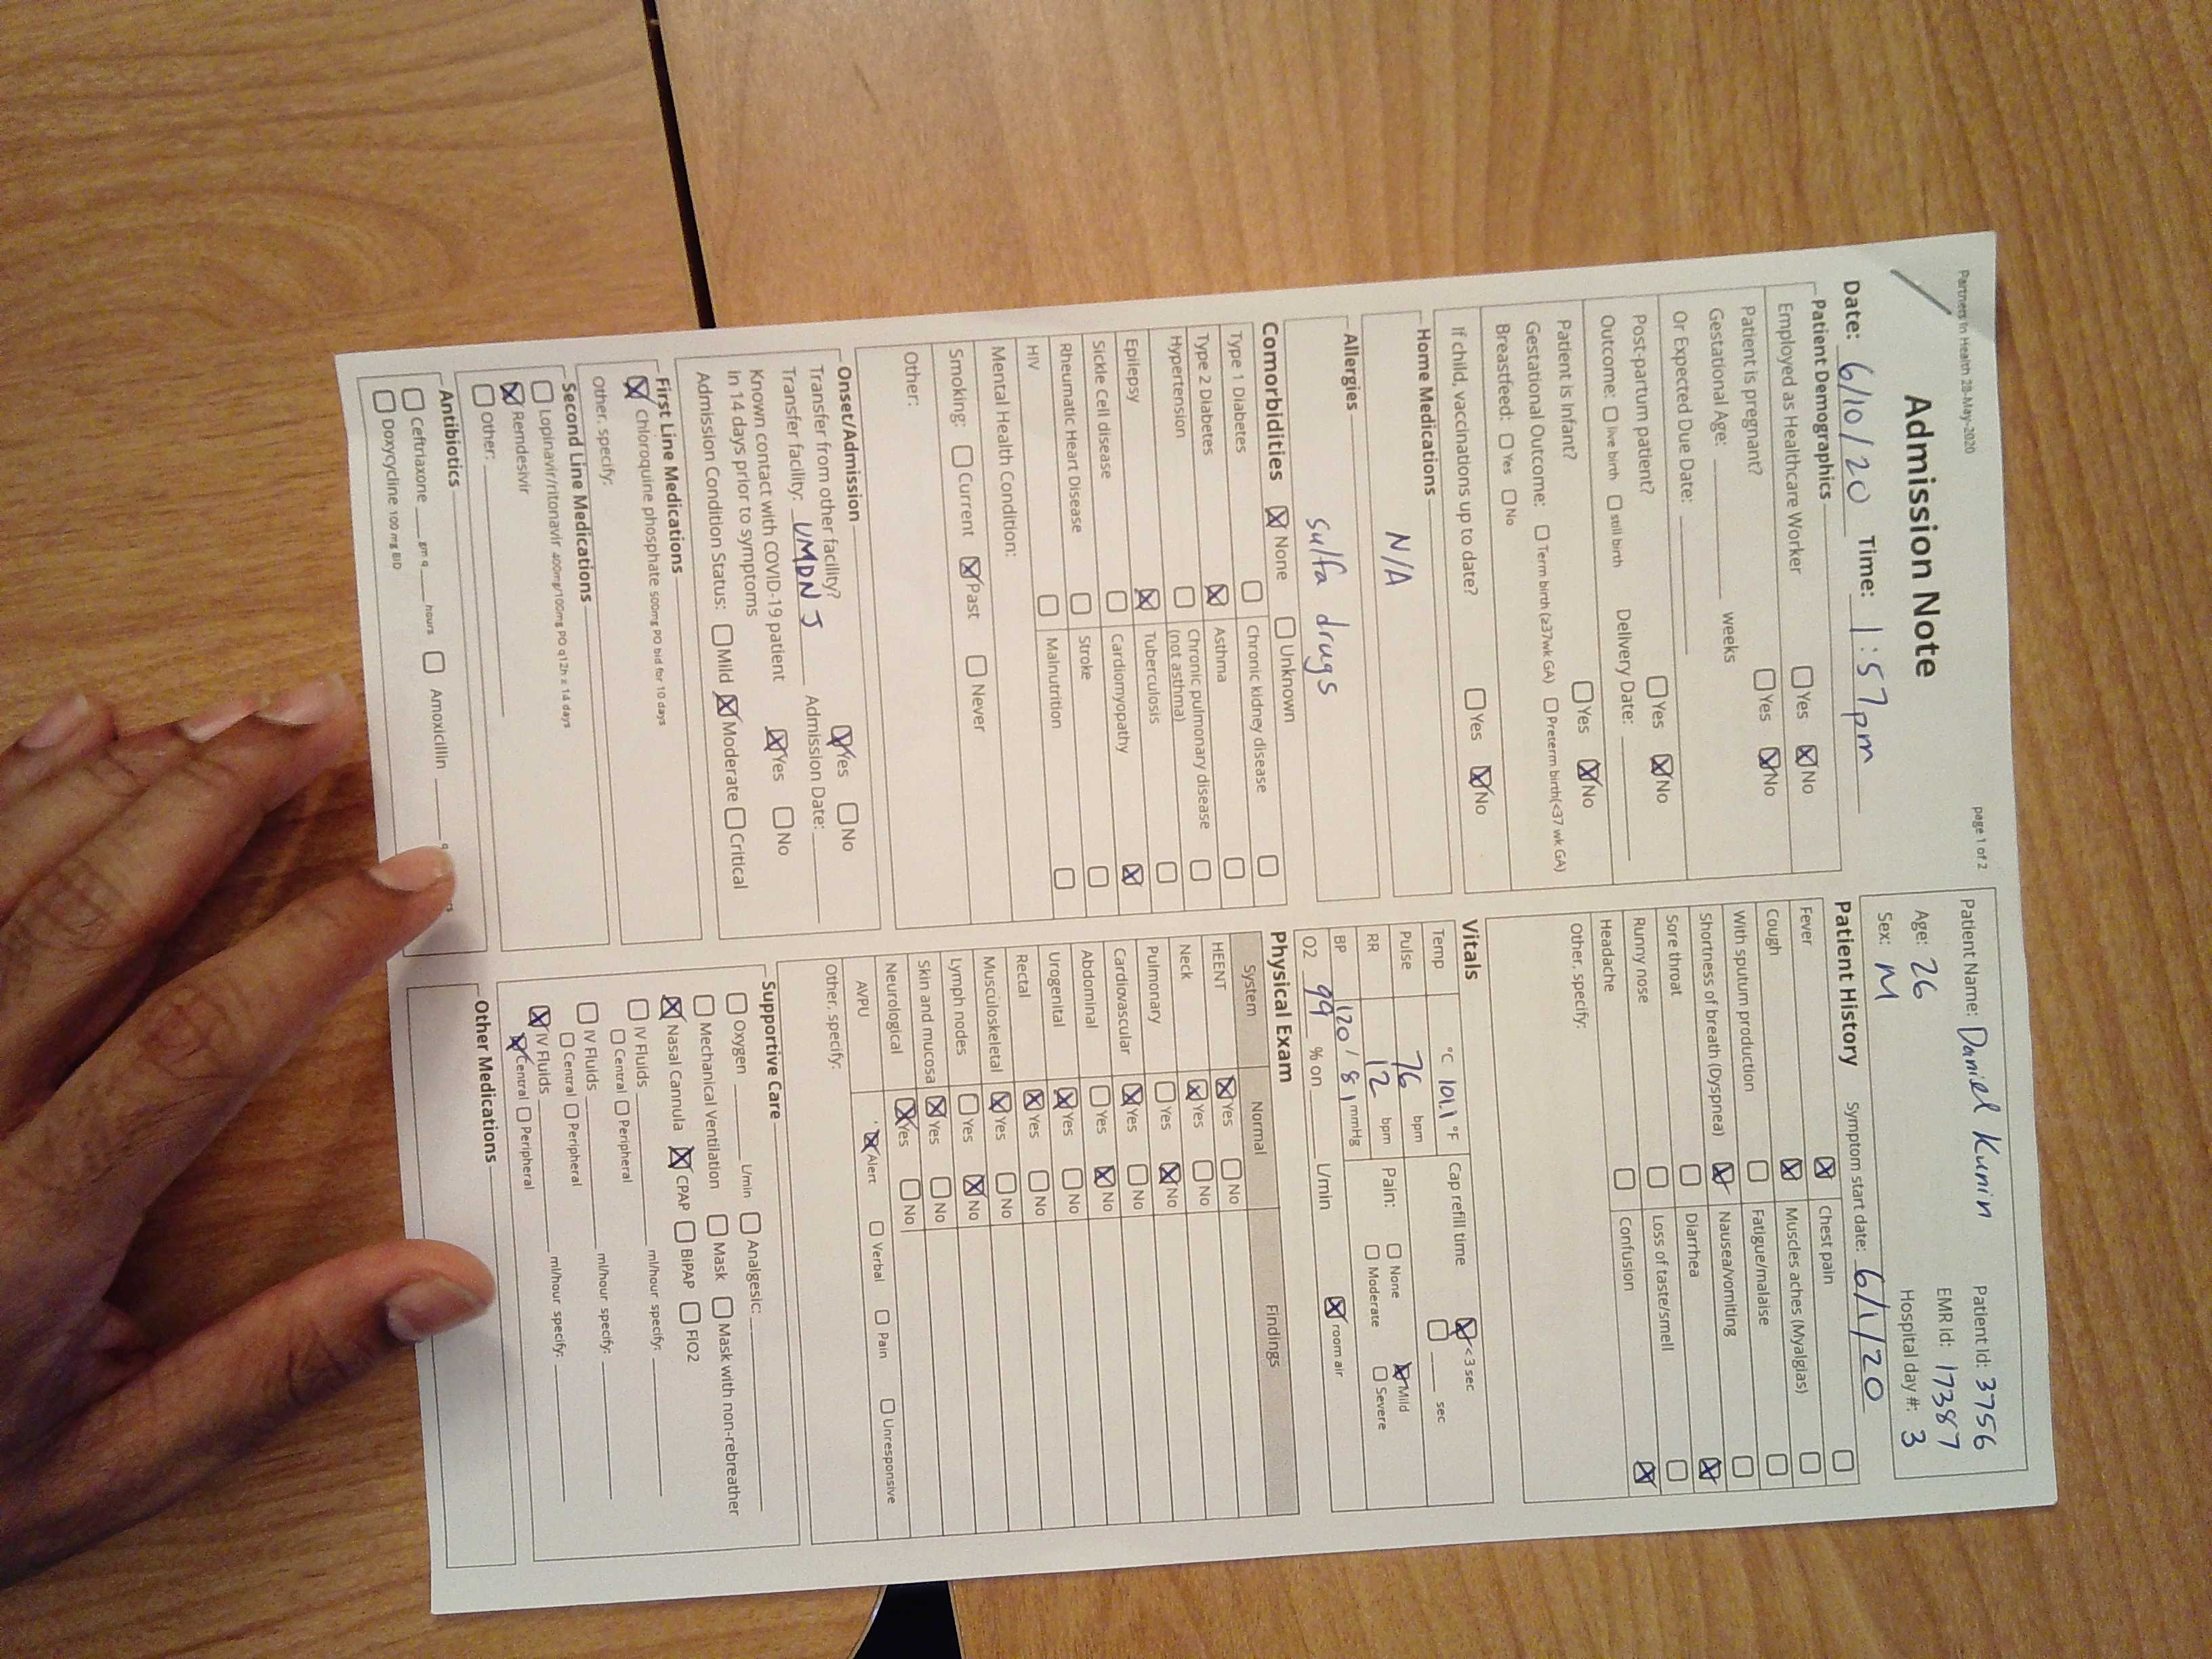 Partners In Health 28-May-2020
page 1 of 2
Admission Note
Date: 6/10/20 Time: 1:57pm
Patient Demographics
Employed as Healthcare Worker ☐ Yes ☒ No
Patient is pregnant? ☐ Yes ☒ No
Gestational Age: ______ weeks
Or Expected Due Date: ______
Post-partum patient? ☐ Yes ☒ No
Outcome: ☐ live birth ☐ still birth Delivery Date: ______
Patient is Infant? ☐ Yes ☒ No
Gestational Outcome: ☐ Term birth (≥37wk GA) ☐ Preterm birth(<37 wk GA)
Breastfeed: ☐ Yes ☐ No
If child, vaccinations up to date? ☐ Yes ☒ No
Home Medications
N/A
Allergies
sulfa drugs
Comorbidities ☒ None ☐ Unknown
Type 1 Diabetes ☐ Chronic kidney disease ☐
Type 2 Diabetes ☒ Asthma ☐
Hypertension ☐ Chronic pulmonary disease (not asthma) ☐
Epilepsy ☒ Tuberculosis ☐
Sickle Cell disease ☐ Cardiomyopathy ☒
Rheumatic Heart Disease ☐ Stroke ☐
HIV ☐ Malnutrition ☐
Mental Health Condition:
Smoking: ☐ Current ☒ Past ☐ Never
Other:
Onset/Admission
Transfer from other facility? ☒ Yes ☐ No
Transfer facility: UMDNJ Admission Date: ______
Known contact with COVID-19 patient
in 14 days prior to symptoms ☒ Yes ☐ No
Admission Condition Status: ☐ Mild ☒ Moderate ☐ Critical
First Line Medications
☒ Chloroquine phosphate 500mg PO bid for 10 days
Other, specify:
Second Line Medications
☐ Lopinavir/ritonavir 400mg/100mg PO q12h x 14 days
☒ Remdesivir
☐ Other: ______
Antibiotics
☐ Ceftriaxone ___ gm q ___ hours ☐ Amoxicillin ______ q
☐ Doxycycline 100 mg BID
Patient Name: Daniel Kunin Patient Id: 3756
Age: 26 EMR Id: 17387
Sex: M Hospital day #: 3
Patient History Symptom start date: 6/1/20
Fever ☒ Chest pain ☐
Cough ☒ Muscles aches (Myalgias) ☐
With sputum production ☐ Fatigue/malaise ☐
Shortness of breath (Dyspnea) ☒ Nausea/vomiting ☐
Sore throat ☐ Diarrhea ☒
Runny nose ☐ Loss of taste/smell ☐
Headache ☐ Confusion ☒
Other, specify:
Vitals
Temp °C 101.1 °F Cap refill time ☒ <3 sec
Pulse 76 bpm ☐ ___ sec
RR 12 bpm Pain: ☐ None ☒ Mild
BP 120/81 mmHg ☐ Moderate ☐ Severe
O2 99 % on ______ L/min ☒ room air
Physical Exam
System Normal Findings
HEENT ☒ Yes ☐ No
Neck ☒ Yes ☐ No
Pulmonary ☐ Yes ☒ No
Cardiovascular ☒ Yes ☐ No
Abdominal ☐ Yes ☒ No
Urogenital ☒ Yes ☐ No
Rectal ☒ Yes ☐ No
Musculoskeletal ☒ Yes ☐ No
Lymph nodes ☐ Yes ☒ No
Skin and mucosa ☒ Yes ☐ No
Neurological ☒ Yes ☐ No
AVPU ☒ Alert ☐ Verbal ☐ Pain ☐ Unresponsive
Other, specify:
Supportive Care
☐ Oxygen ______ L/min ☐ Analgesic: ______
☐ Mechanical Ventilation ☐ Mask ☐ Mask with non-rebreather
☒ Nasal Cannula ☒ CPAP ☐ BiPAP ☐ FiO2
☐ IV Fluids ______ ml/hour specify: ______
☐ Central ☐ Peripheral
☐ IV Fluids ______ ml/hour specify: ______
☐ Central ☐ Peripheral
☒ IV Fluids ______ ml/hour specify: ______
☒ Central ☐ Peripheral
Other Medications